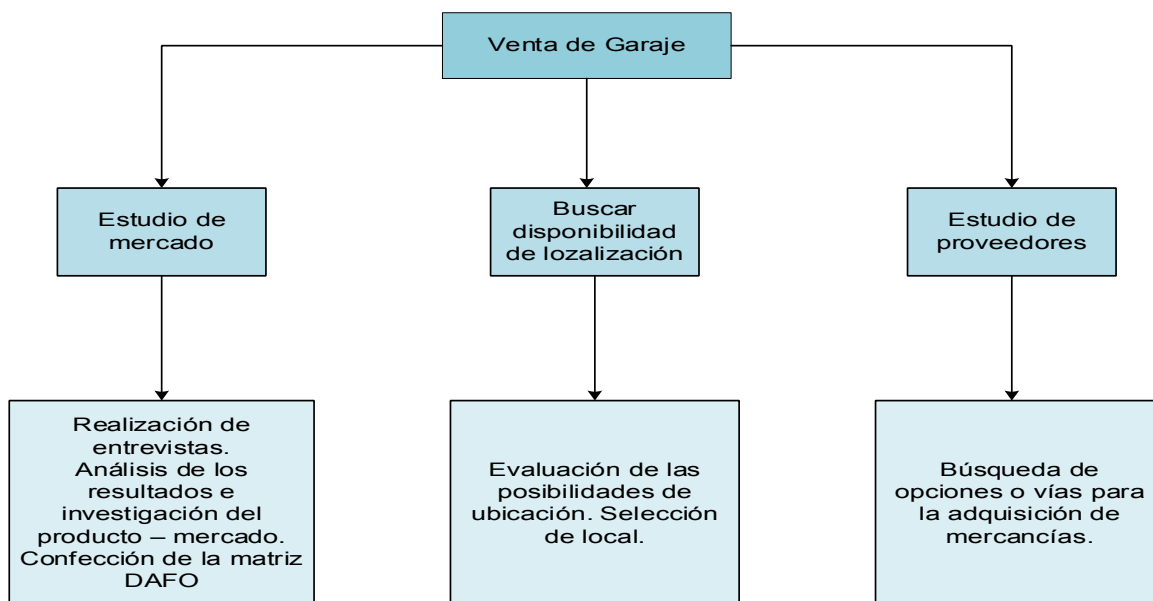 Venta de Garaje
Estudio de
mercado
Buscar
disponibilidad
de lozalización
Estudio de
proveedores
Realización de
entrevistas.
Análisis de los
resultados e
investigación del
producto – mercado.
Confección de la matriz
DAFO
Evaluación de las
posibilidades de
ubicación. Selección
de local.
Búsqueda de
opciones o vías para
la adquisición de
mercancías.